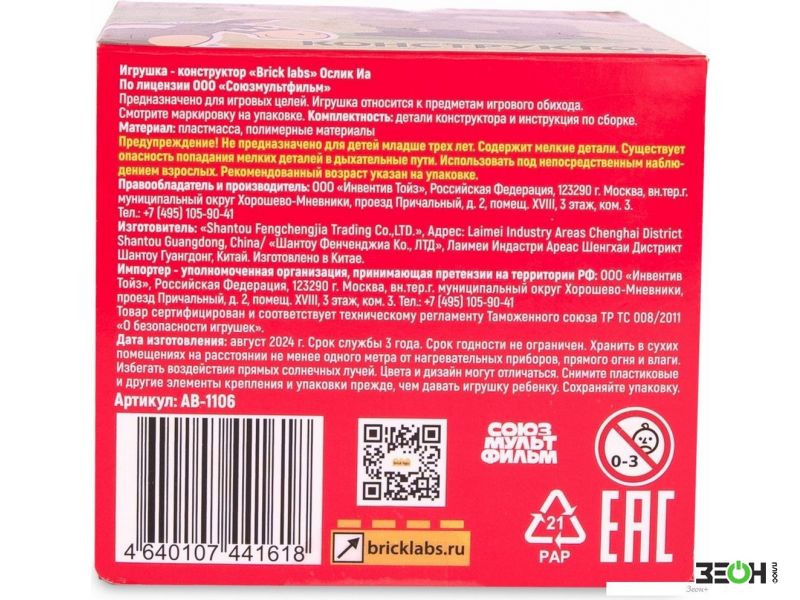 КОНСТРУКТОР
Игрушка - конструктор «Brick labs» Ослик Иа
По лицензии ООО «Союзмультфильм»
Предназначено для игровых целей. Игрушка относится к предметам игрового обихода.
Смотрите маркировку на упаковке. Комплектность: детали конструктора и инструкция по сборке.
Материал: пластмасса, полимерные материалы
Предупреждение! Не предназначено для детей младше трех лет. Содержит мелкие детали. Существует
опасность попадания мелких деталей в дыхательные пути. Использовать под непосредственным наблю-
дением взрослых. Рекомендованный возраст указан на упаковке.
Правообладатель и производитель: ООО «Инвентив Тойз», Российская Федерация, 123290 г. Москва, вн.тер.г.
муниципальный округ Хорошево-Мневники, проезд Причальный, д. 2, помещ. XVIII, 3 этаж, ком. 3.
Тел.: +7 (495) 105-90-41
Изготовитель: «Shantou Fengchengjia Trading Co.,LTD.», Адрес: Laimei Industry Areas Chenghai District
Shantou Guangdong, China/ «Шантоу Фенченджиа Ко., ЛТД», Лаимеи Индастри Ареас Шенгхаи Дистрикт
Шантоу Гуангдонг, Китай. Изготовлено в Китае.
Импортер - уполномоченная организация, принимающая претензии на территории РФ: ООО «Инвентив
Тойз», Российская Федерация, 123290 г. Москва, вн.тер.г. муниципальный округ Хорошево-Мневники,
проезд Причальный, д. 2, помещ. XVIII, 3 этаж, ком. 3. Тел.: +7 (495) 105-90-41
Товар сертифицирован и соответствует техническому регламенту Таможенного союза ТР ТС 008/2011
«О безопасности игрушек».
Дата изготовления: август 2024 г. Срок службы 3 года. Срок годности не ограничен. Хранить в сухих
помещениях на расстоянии не менее одного метра от нагревательных приборов, прямого огня и влаги.
Избегать воздействия прямых солнечных лучей. Цвета и дизайн могут отличаться. Снимите пластиковые
и другие элементы крепления и упаковки прежде, чем давать игрушку ребенку. Сохраняйте упаковку.
Артикул: AB-1106
4 640107 441618
brick labs
bricklabs.ru
СОЮЗ
МУЛЬТ
ФИЛЬМ
0-3
21
PAP
EAC
ЗЕОН
Зеон+